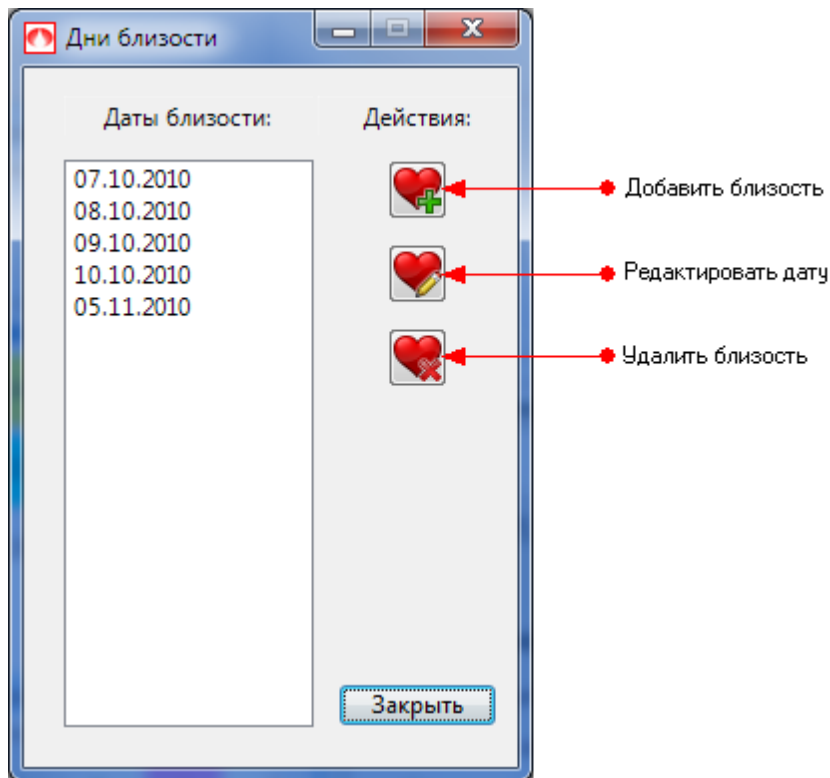 Дни близости
Даты близости:
Действия:
07.10.2010
08.10.2010
09.10.2010
10.10.2010
05.11.2010
Добавить близость
Редактировать дату
Удалить близость
Закрыть